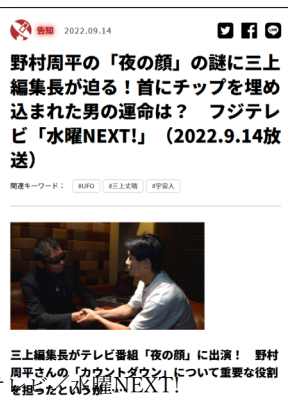 告知 2022.09.14
野村周平の「夜の顔」の謎に三上
編集長が迫る！首にチップを埋め
込まれた男の運命は？　フジテレ
ビ「水曜NEXT!」（2022.9.14放
送）
関連キーワード： #UFO #三上丈晴 #宇宙人
三上編集長がテレビ番組「夜の顔」に出演！　野村
周平さんの「カウントダウン」について重要な役割
を担ったというが…
テレビ／水曜NEXT!